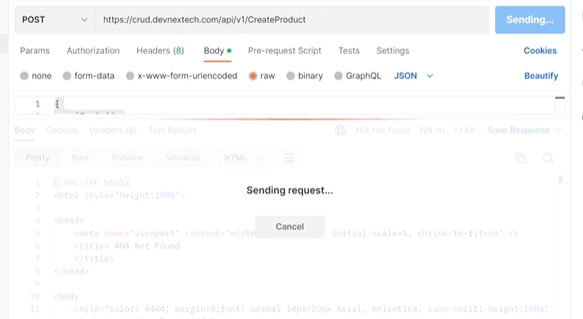 POST https://crud.devnextech.com/api/v1/CreateProduct Sending...
Params Authorization Headers (8) Body Pre-request Script Tests Settings Cookies
none form-data x-www-form-urlencoded raw binary GraphQL JSON Beautify
1 {
Body Cookies Headers (8) Test Results 404 Not Found 728 ms 1.1 KB Save Response
Pretty Raw Preview Visualize HTML
1 <!DOCTYPE html>
2 <html style="height:100%">
3
Sending request...
4 <head>
5 <meta name="viewport" content="width initial-scale=1, shrink-to-fit=no" />
Cancel
6 <title> 404 Not Found
7 </title>
8 </head>
9
10 <body
11 style="color: #444; margin:0;font: normal 14px/20px Arial, Helvetica, sans-serif; height:100%;